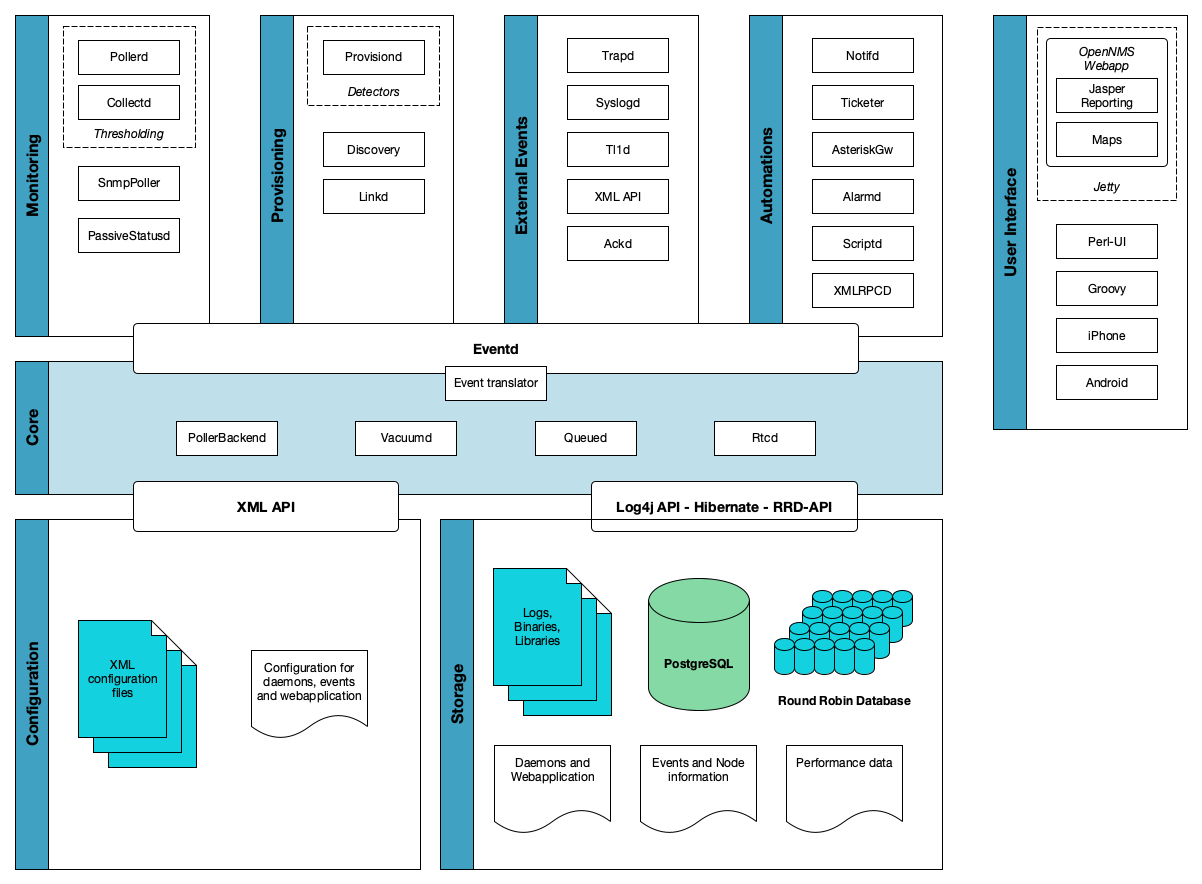 Monitoring
Pollerd
Collectd
Thresholding
SnmpPoller
PassiveStatusd
Provisioning
Provisiond
Detectors
Discovery
Linkd
External Events
Trapd
Syslogd
Tl1d
XML API
Ackd
Automations
Notifd
Ticketer
AsteriskGw
Alarmd
Scriptd
XMLRPCD
User Interface
OpenNMS
Webapp
Jasper
Reporting
Maps
Jetty
Perl-UI
Groovy
iPhone
Android
Eventd
Event translator
Core
PollerBackend
Vacuumd
Queued
Rtcd
XML API
Log4j API - Hibernate - RRD-API
Configuration
XML
configuration
files
Configuration for
daemons, events
and webapplication
Storage
Logs,
Binaries,
Libraries
PostgreSQL
Round Robin Database
Daemons and
Webapplication
Events and Node
information
Performance data